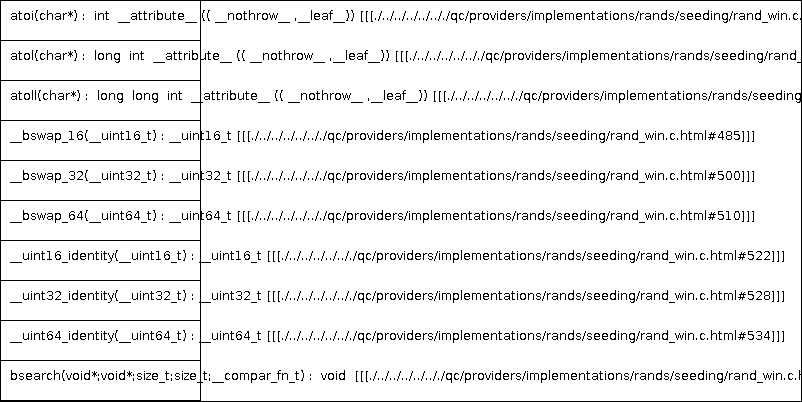 atoi(char*) : int __attribute__ (( __nothrow__ ,__leaf__)) [[[./../../../../../qc/providers/implementations/rands/seeding/rand_win.c.
atol(char*) : long int __attribute__ (( __nothrow__ ,__leaf__)) [[[./../../../../../qc/providers/implementations/rands/seeding/rand_
atoll(char*) : long long int __attribute__ (( __nothrow__ ,__leaf__)) [[[./../../../../../qc/providers/implementations/rands/seeding
__bswap_16(__uint16_t) : __uint16_t [[[./../../../../../qc/providers/implementations/rands/seeding/rand_win.c.html#485]]]
__bswap_32(__uint32_t) : __uint32_t [[[./../../../../../qc/providers/implementations/rands/seeding/rand_win.c.html#500]]]
__bswap_64(__uint64_t) : __uint64_t [[[./../../../../../qc/providers/implementations/rands/seeding/rand_win.c.html#510]]]
__uint16_identity(__uint16_t) : __uint16_t [[[./../../../../../qc/providers/implementations/rands/seeding/rand_win.c.html#522]]]
__uint32_identity(__uint32_t) : __uint32_t [[[./../../../../../qc/providers/implementations/rands/seeding/rand_win.c.html#528]]]
__uint64_identity(__uint64_t) : __uint64_t [[[./../../../../../qc/providers/implementations/rands/seeding/rand_win.c.html#534]]]
bsearch(void*;void*;size_t;size_t;__compar_fn_t) : void [[[./../../../../../qc/providers/implementations/rands/seeding/rand_win.c.h